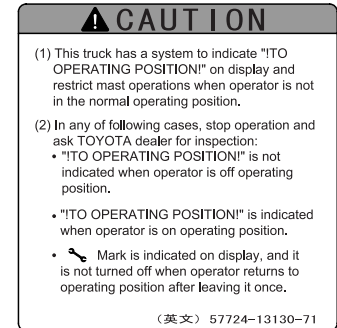 CAUTION
(1) This truck has a system to indicate "!TO
OPERATING POSITION!" on display and
restrict mast operations when operator is not
in the normal operating position.
(2) In any of following cases, stop operation and
ask TOYOTA dealer for inspection:
• "!TO OPERATING POSITION!" is not
indicated when operator is off operating
position.
• "!TO OPERATING POSITION!" is indicated
when operator is on operating position.
• Mark is indicated on display, and it
is not turned off when operator returns to
operating position after leaving it once.
(英文) 57724-13130-71